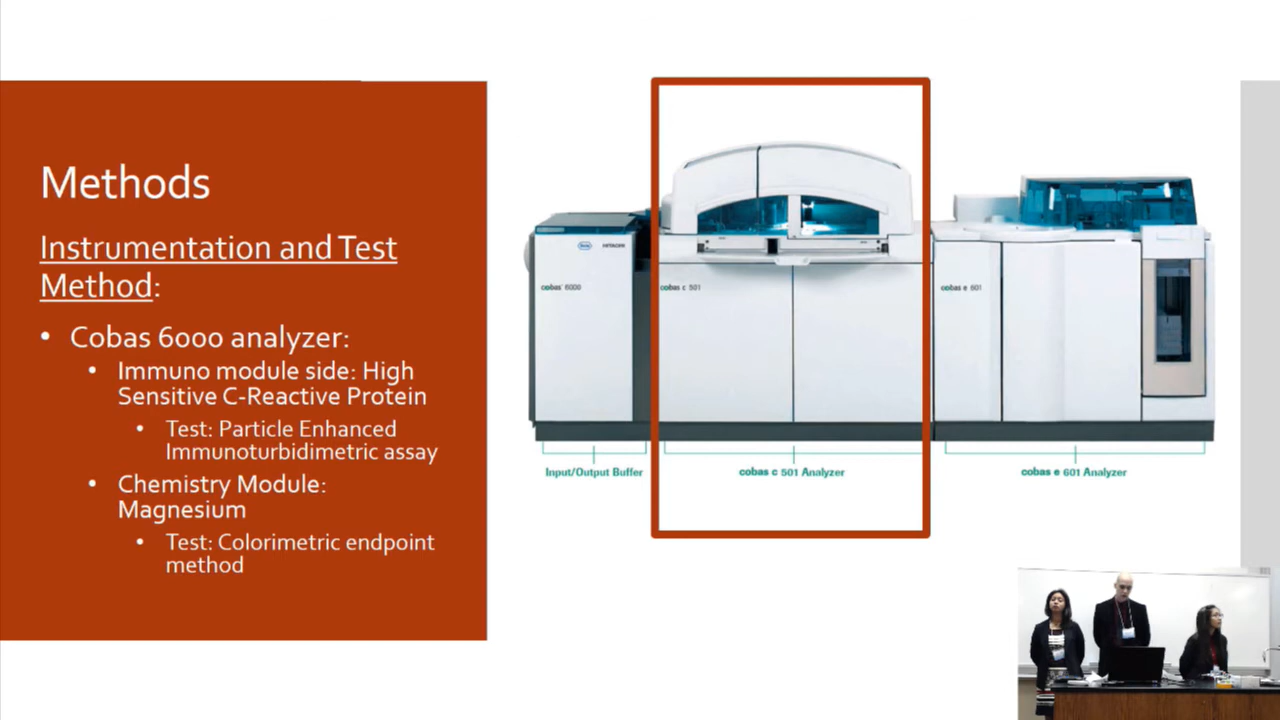 Methods
Instrumentation and Test
Method:
• Cobas 6000 analyzer:
• Immuno module side: High
Sensitive C-Reactive Protein
• Test: Particle Enhanced
Immunoturbidimetric assay
• Chemistry Module:
Magnesium
• Test: Colorimetric endpoint
method
Roche HITACHI
cobas 6000
cobas c 501
cobas e 601
Input/Output Buffer
cobas c 501 Analyzer
cobas e 601 Analyzer